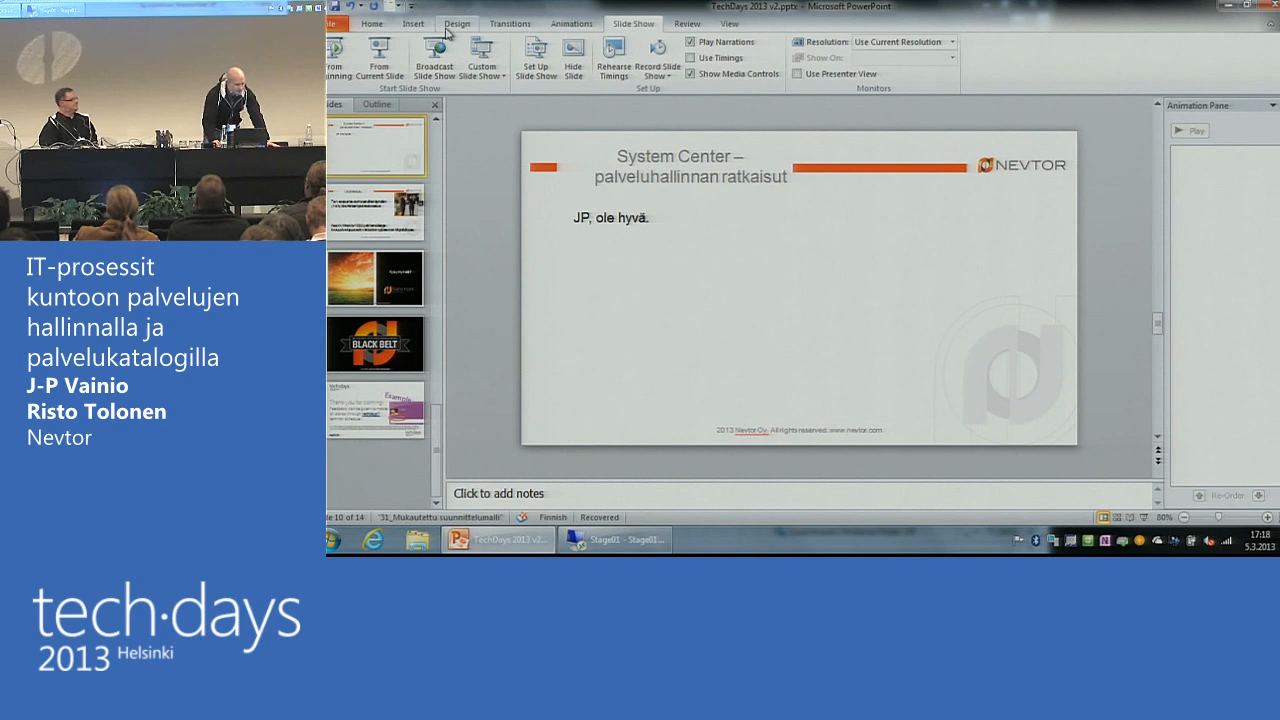 TechDays 2013 v2.pptx - Microsoft PowerPoint
Home Insert Design Transitions Animations Slide Show Review View
From Current Slide
Broadcast Slide Show
Custom Slide Show
Set Up Slide Show
Hide Slide
Rehearse Timings
Record Slide Show
Play Narrations
Use Timings
Show Media Controls
Resolution: Use Current Resolution
Show On:
Use Presenter View
Start Slide Show
Set Up
Monitors
Outline
Animation Pane
Play
System Center –
palveluhallinnan ratkaisut
NEVTOR
JP, ole hyvä.
2013 Nevtor Oy. All rights reserved. www.nevtor.com
BLACK BELT
Example
Thank you for coming!
Click to add notes
Re-Order
10 of 14 "31_Mukautettu suunnittelumalli" Finnish Recovered 80%
TechDays 2013 v2... Stage01 - Stage01...
17:18
5.3.2013
IT-prosessit
kuntoon palvelujen
hallinnalla ja
palvelukatalogilla
J-P Vainio
Risto Tolonen
Nevtor
tech·days
2013 Helsinki